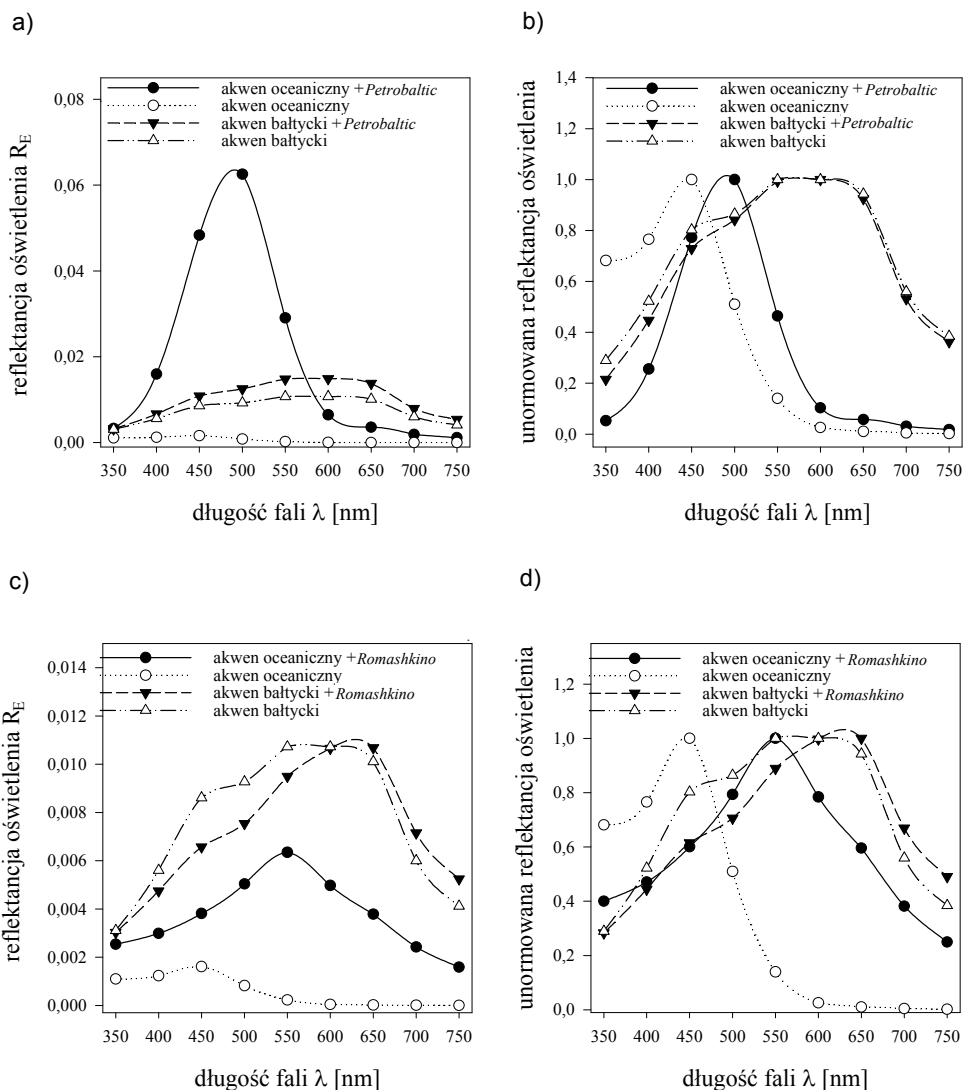 a)
b)
akwen oceaniczny +Petrobaltic
akwen oceaniczny
akwen bałtycki +Petrobaltic
akwen bałtycki
reflektancja oświetlenia R_E
0,08
0,06
0,04
0,02
0,00
350 400 450 500 550 600 650 700 750
długość fali λ [nm]
akwen oceaniczny +Petrobaltic
akwen oceaniczny
akwen bałtycki +Petrobaltic
akwen bałtycki
unormowana reflektancja oświetlenia
1,4
1,2
1,0
0,8
0,6
0,4
0,2
0,0
350 400 450 500 550 600 650 700 750
długość fali λ [nm]
c)
d)
akwen oceaniczny +Romashkino
akwen oceaniczny
akwen bałtycki +Romashkino
akwen bałtycki
reflektancja oświetlenia R_E
0,014
0,012
0,010
0,008
0,006
0,004
0,002
0,000
350 400 450 500 550 600 650 700 750
długość fali λ [nm]
akwen oceaniczny +Romashkino
akwen oceaniczny
akwen bałtycki +Romashkino
akwen bałtycki
unormowana reflektancja oświetlenia
1,2
1,0
0,8
0,6
0,4
0,2
0,0
350 400 450 500 550 600 650 700 750
długość fali λ [nm]